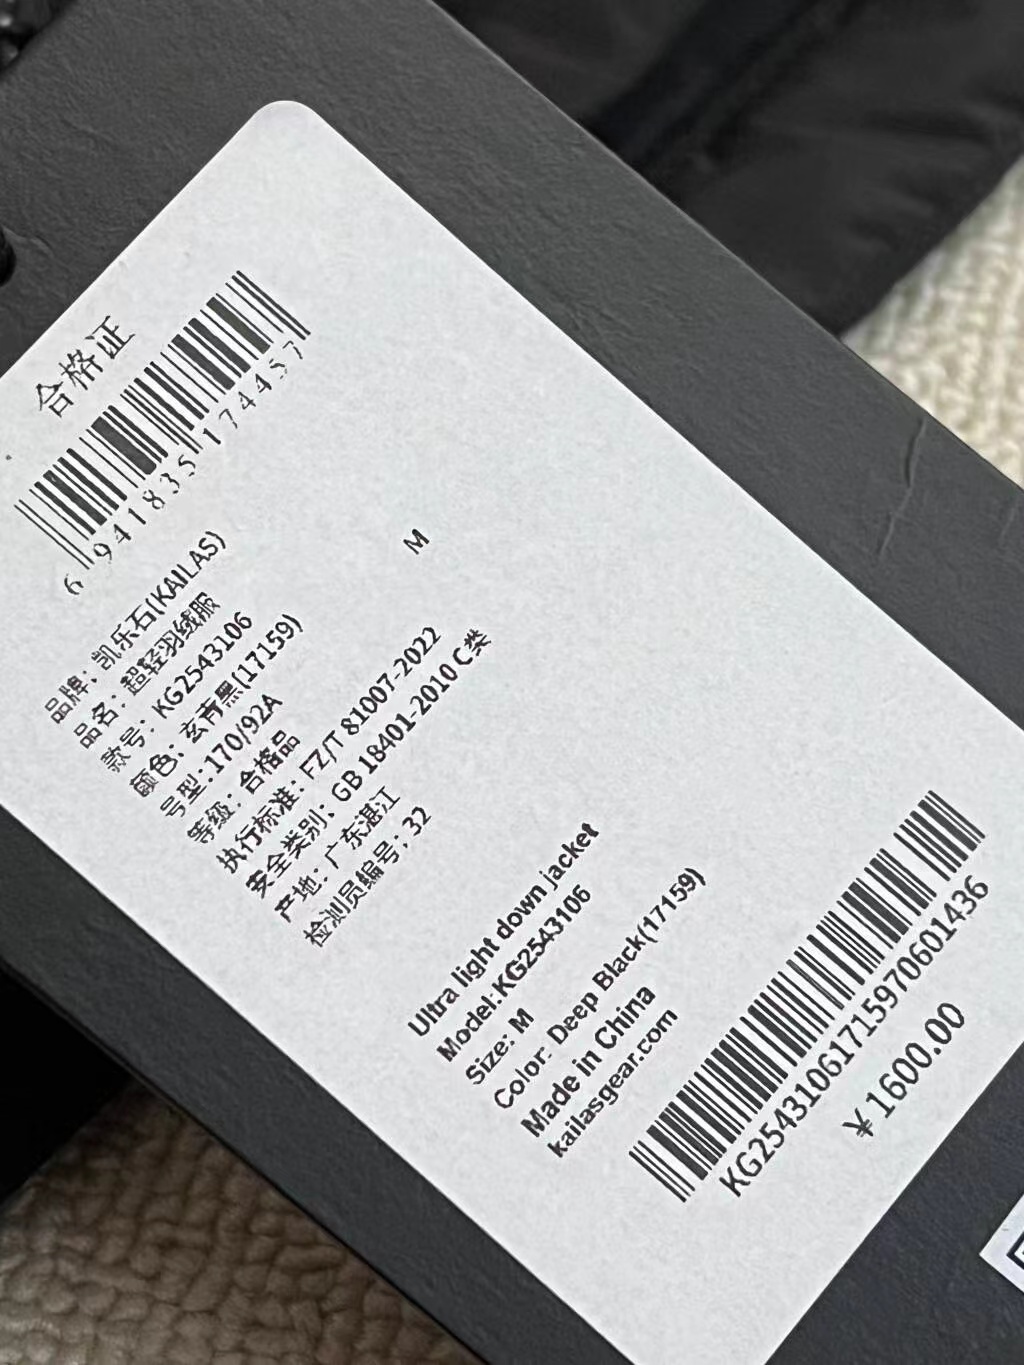 合格证
6 941835 174457
M
品牌：凯乐石(KAILAS)
品名：超轻羽绒服
款号：KG2543106
颜色：玄青黑(17159)
号型：170/92A
等级：合格品
执行标准：FZ/T 81007-2022
安全类别：GB 18401-2010 C类
产地：广东湛江
检测员编号：32
Ultra light down jacket
Model:KG2543106
Size: M
Color: Deep Black(17159)
Made in China
kailasgear.com
KG25431061715970601436
￥1600.00